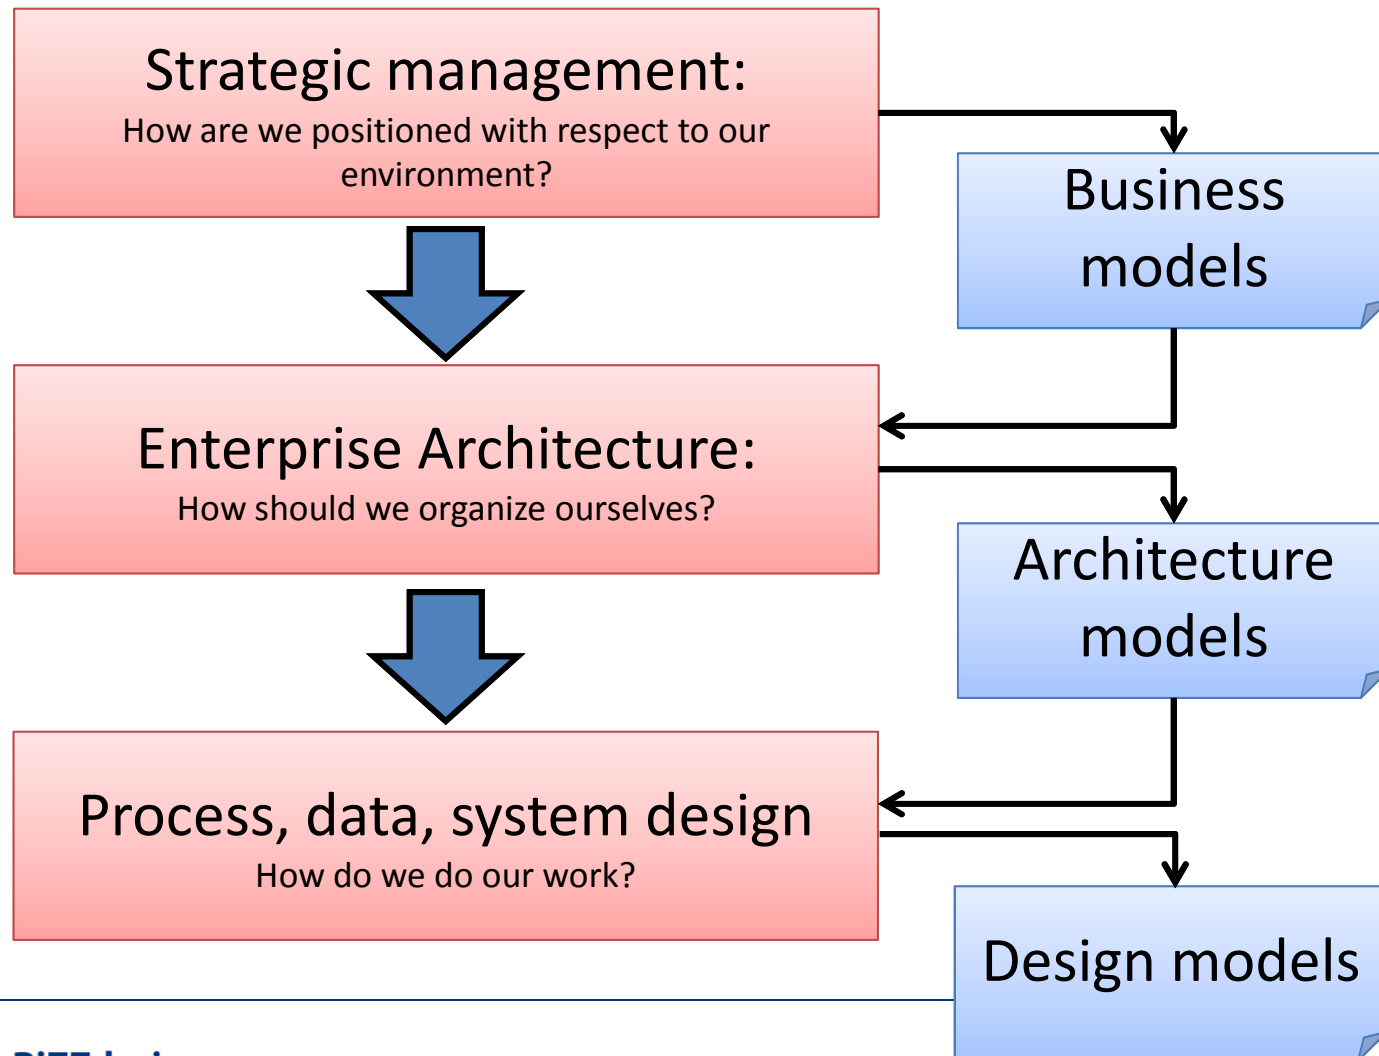 Strategic management:
How are we positioned with respect to our
environment?
Business
models
Enterprise Architecture:
How should we organize ourselves?
Architecture
models
Process, data, system design
How do we do our work?
Design models